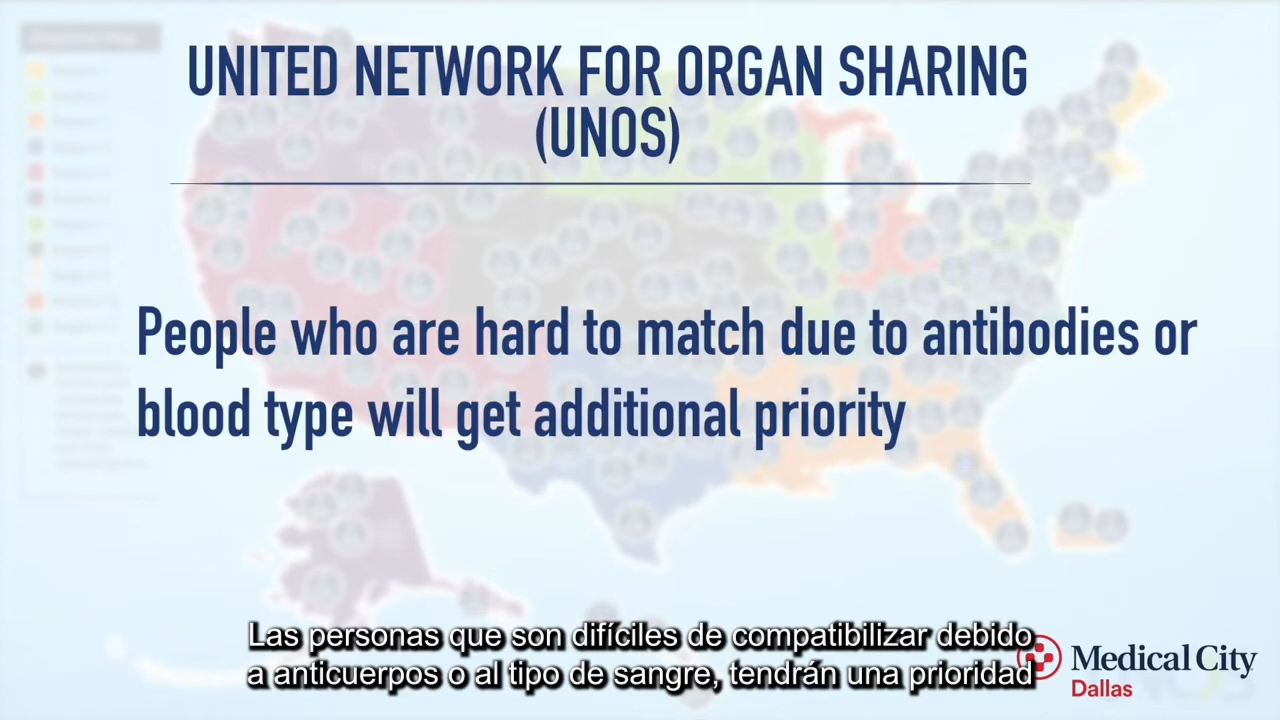 UNITED NETWORK FOR ORGAN SHARING
(UNOS)
People who are hard to match due to antibodies or
blood type will get additional priority
Las personas que son difíciles de compatibilizar debido
a anticuerpos o al tipo de sangre, tendrán una prioridad
Medical City
Dallas